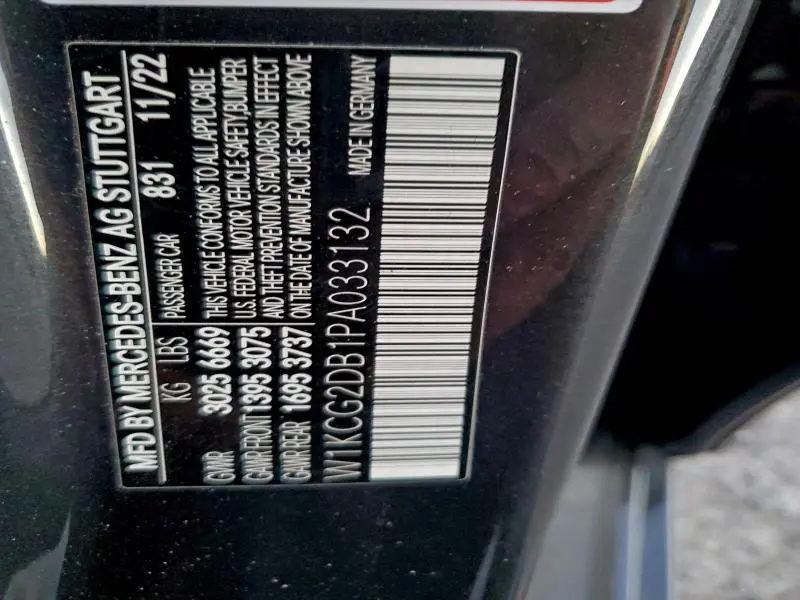 MFD BY MERCEDES-BENZ AG STUTTGART
KG LBS PASSENGER CAR 831 11/22
GVWR 3025 6669 THIS VEHICLE CONFORMS TO ALL APPLICABLE
U.S. FEDERAL MOTOR VEHICLE SAFETY, BUMPER
GAWR FRONT 1395 3075 AND THEFT PREVENTION STANDARDS IN EFFECT
GAWR REAR 1695 3737 ON THE DATE OF MANUFACTURE SHOWN ABOVE
W1KCG2DB1PA033132 MADE IN GERMANY